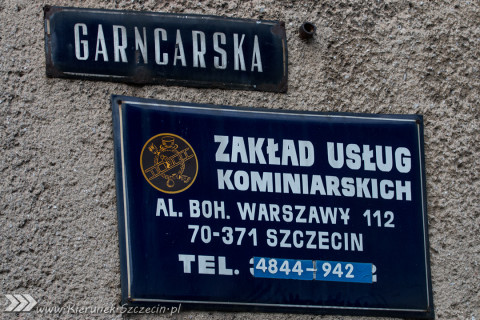 GARNCARSKA
ZAKŁAD USŁUG
KOMINIARSKICH
AL. BOH. WARSZAWY 112
70-371 SZCZECIN
TEL. 4844-942
www.KierunekSzczecin.pl